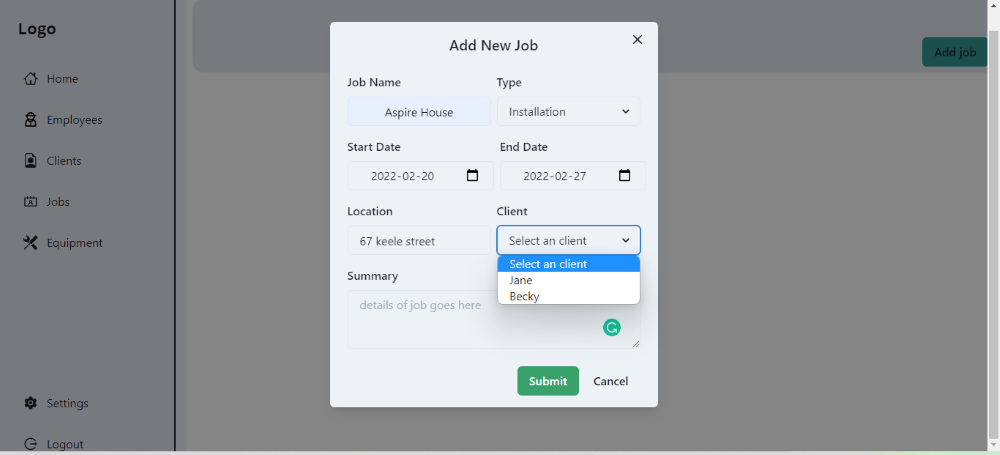 Logo
Home
Employees
Clients
Jobs
Equipment
Settings
Logout
Add job
Add New Job
Job Name
Type
Aspire House
Installation
Start Date
End Date
2022-02-20
2022-02-27
Location
Client
67 keele street
Select an client
Select an client
Jane
Becky
Summary
details of job goes here
Submit
Cancel